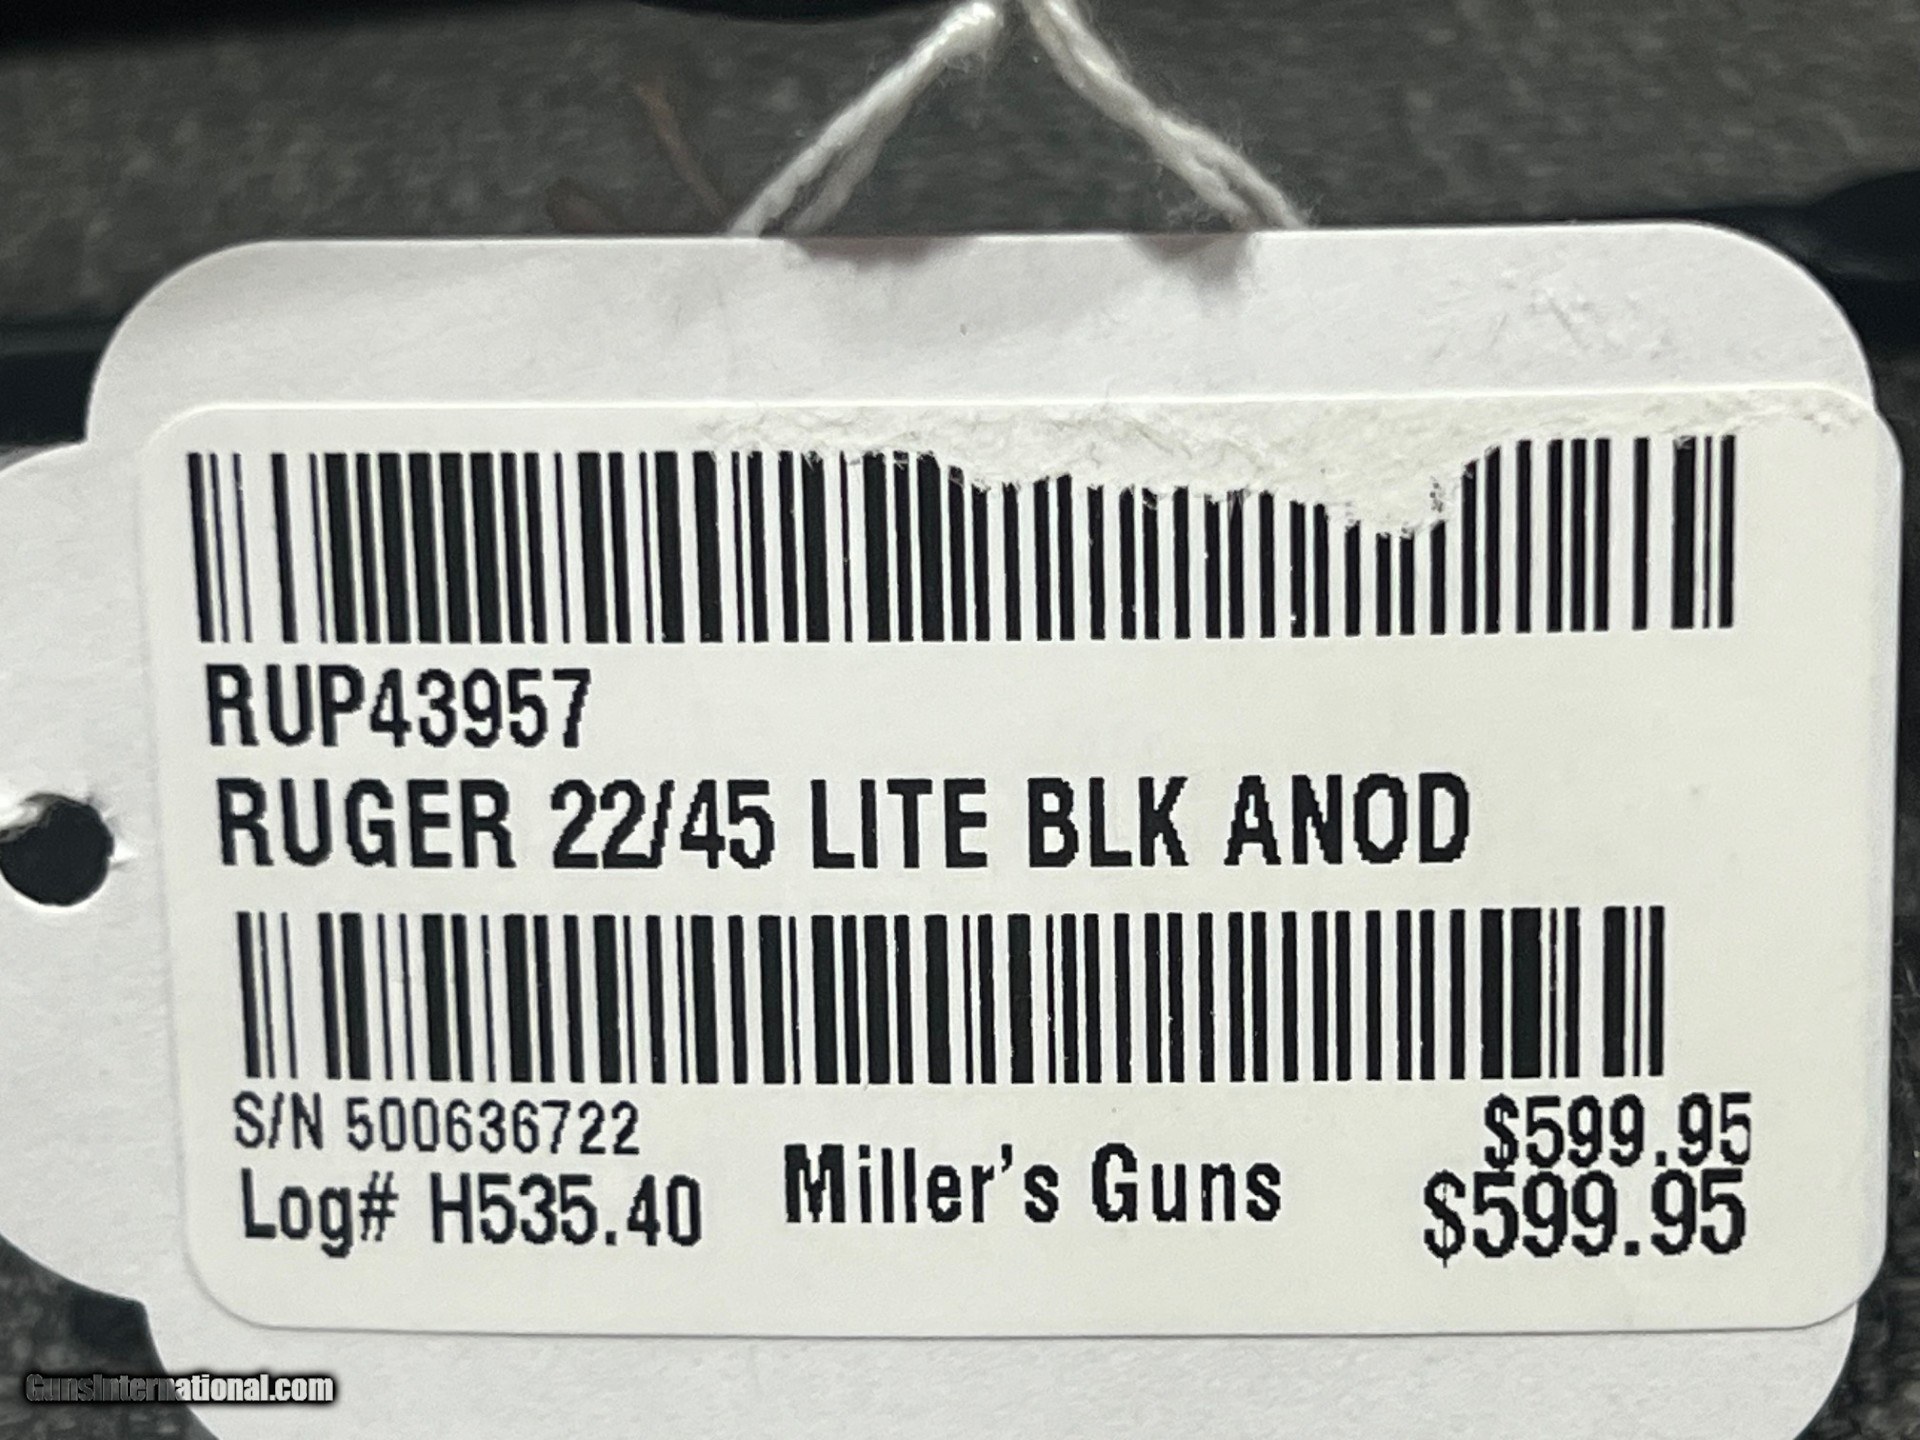 RUP43957
RUGER 22/45 LITE BLK ANOD
S/N 500636722
$599.95
Log# H535.40
Miller's Guns
$599.95
GunsInternational.com